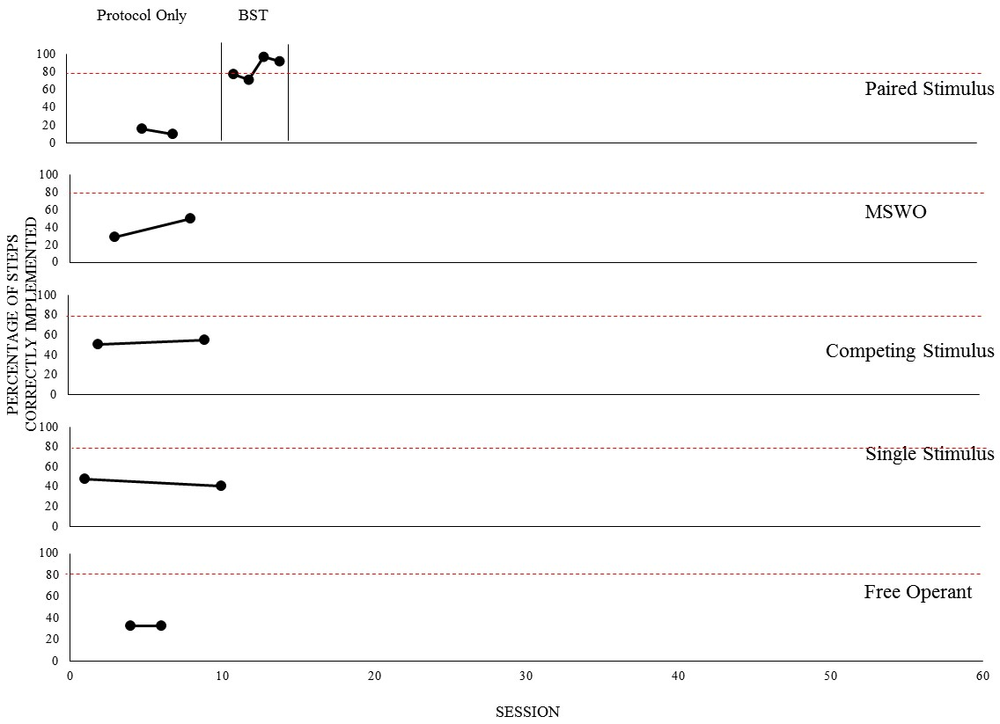 Protocol Only
BST
100
80
60
40
20
0
Paired Stimulus
100
80
60
40
20
0
MSWO
PERCENTAGE OF STEPS
CORRECTLY IMPLEMENTED
100
80
60
40
20
0
Competing Stimulus
100
80
60
40
20
0
Single Stimulus
100
80
60
40
20
0
Free Operant
0 10 20 30 40 50 60
SESSION